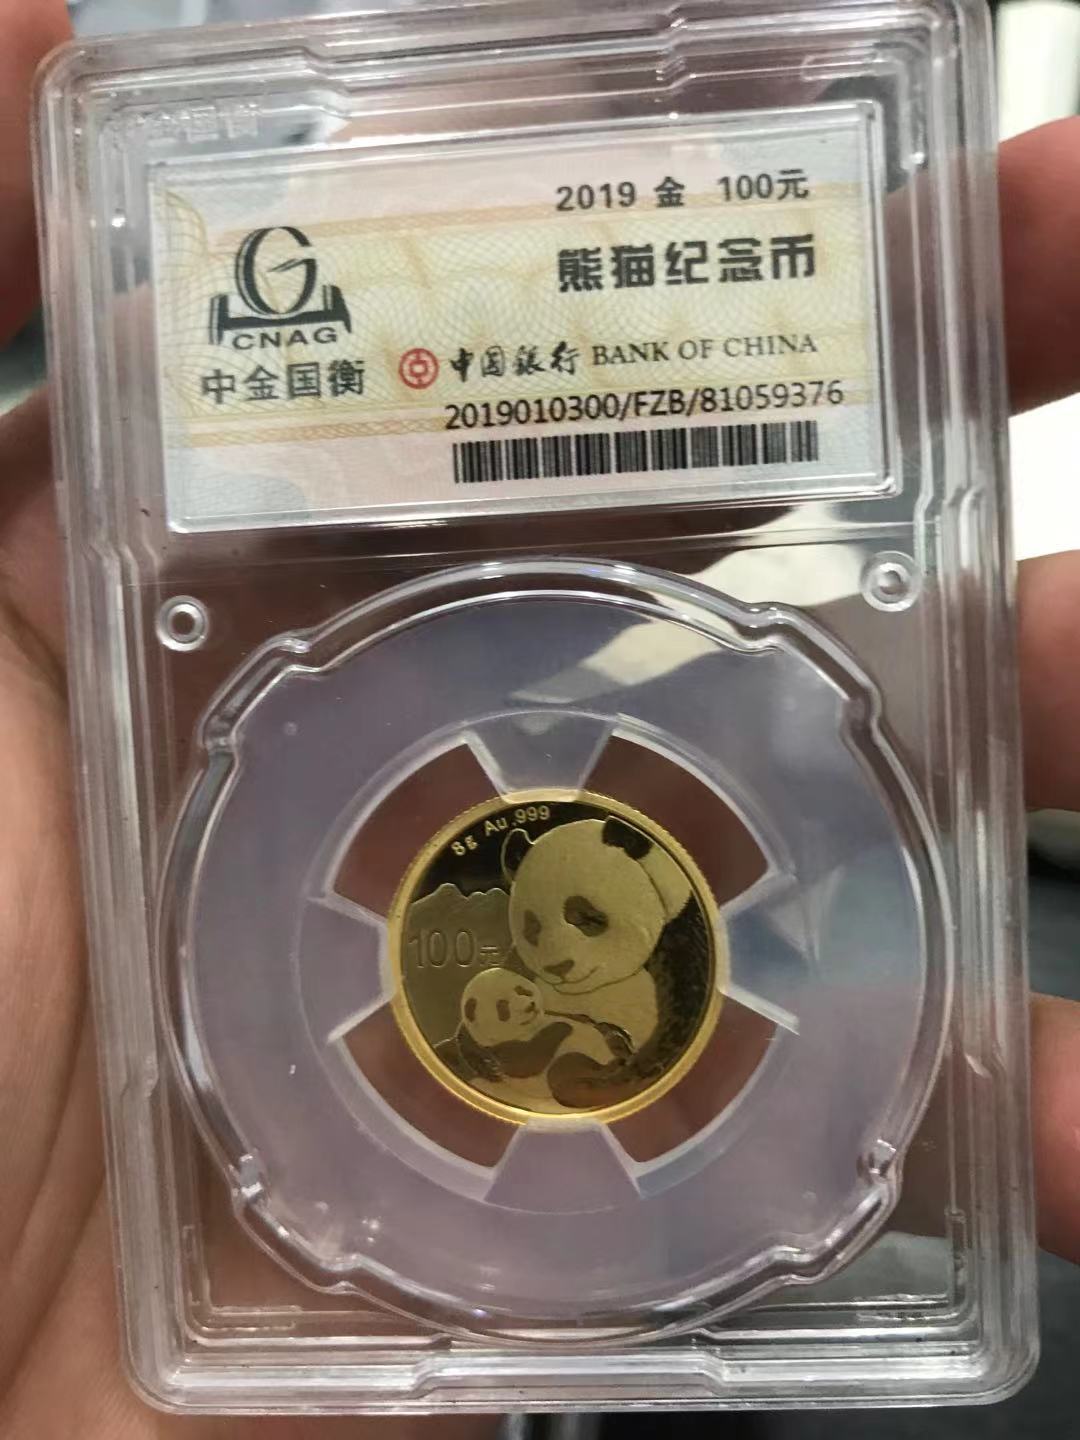 2019 金 100元
熊猫纪念币
CNAG
中金国衡
中国銀行 BANK OF CHINA
2019010300/FZB/81059376
8g Au .999
100元